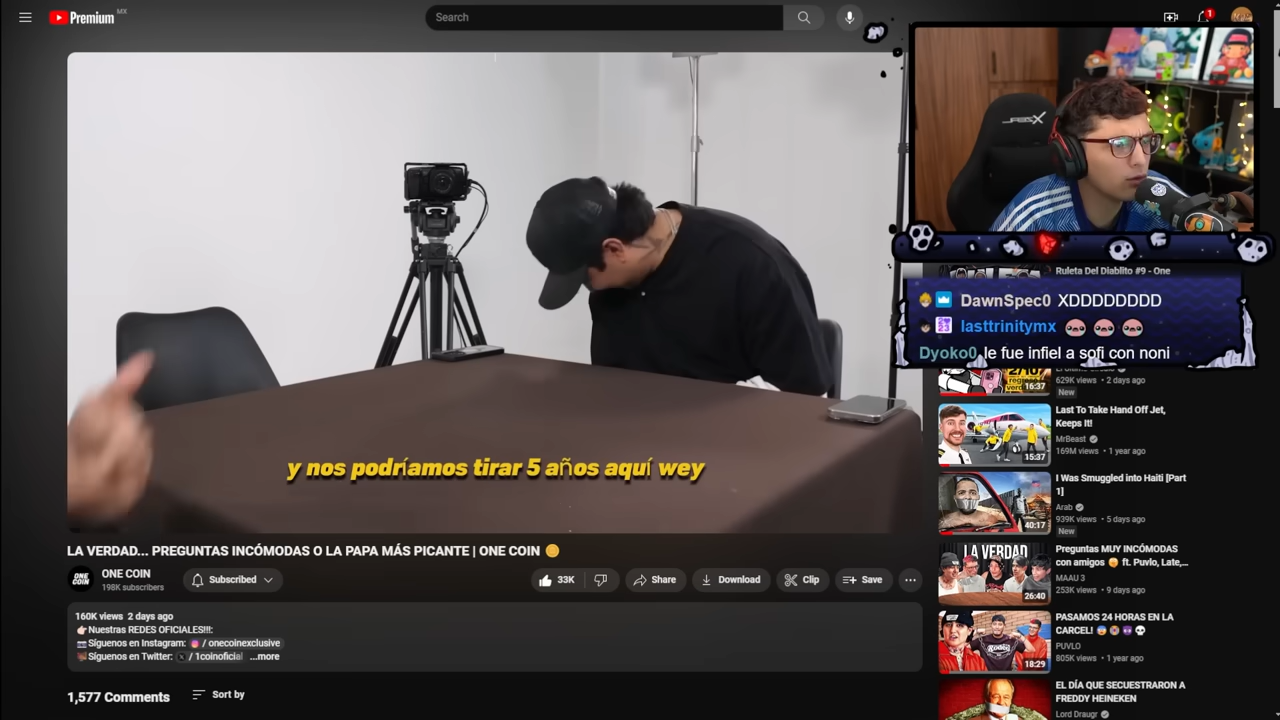 Premium MX
Search
1
y nos podríamos tirar 5 años aquí wey
LA VERDAD... PREGUNTAS INCÓMODAS O LA PAPA MÁS PICANTE | ONE COIN
ONE COIN
ONE COIN
198K subscribers
Subscribed
33K
Share
Download
Clip
Save
160K views 2 days ago
👉🏻Nuestras REDES OFICIALES!!!:
📷Síguenos en Instagram: / onecoinexclusive
Síguenos en Twitter: / 1coinoficial ...more
1,577 Comments
Sort by
Ruleta Del Diablito #9 - One
DawnSpec0 XDDDDDDDD
lasttrinitymx
Dyoko0 le fue infiel a sofi con noni
2/10
16:37
629K views • 2 days ago
New
15:37
Last To Take Hand Off Jet,
Keeps It!
MrBeast
169M views • 1 year ago
40:17
I Was Smuggled into Haiti [Part
1]
Arab
939K views • 5 days ago
New
LA VERDAD
26:40
Preguntas MUY INCÓMODAS
con amigos 😳 ft. Puvlo, Late,...
MAAU 3
253K views • 9 days ago
18:29
PASAMOS 24 HORAS EN LA
CARCEL!
PUVLO
805K views • 1 year ago
EL DÍA QUE SECUESTRARON A
FREDDY HEINEKEN
Lord Draugr